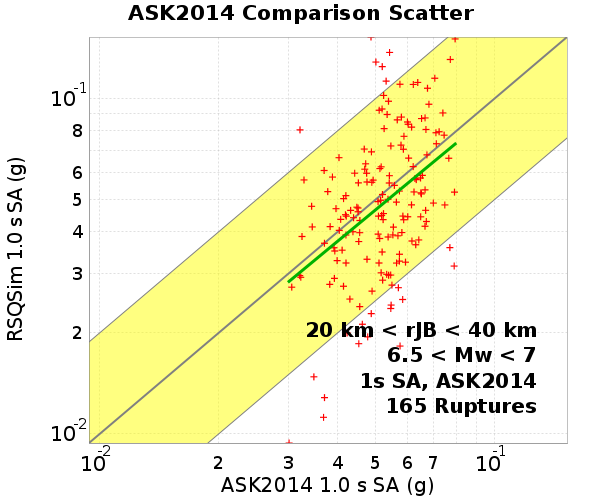 ASK2014 Comparison Scatter
RSQSim 1.0 s SA (g)
10⁻¹
8
6
5
4
3
2
10⁻²
20 km < rJB < 40 km
6.5 < Mw < 7
1s SA, ASK2014
165 Ruptures
10⁻² 2 3 4 5 6 7 10⁻¹
ASK2014 1.0 s SA (g)